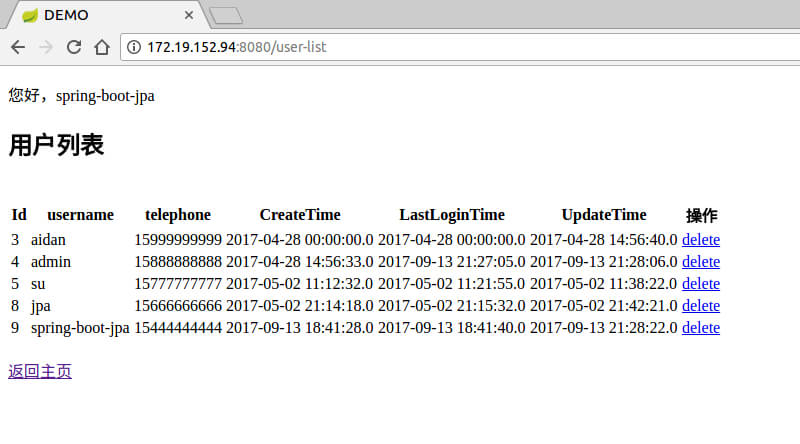 DEMO
172.19.152.94:8080/user-list
您好，spring-boot-jpa
用户列表
Id username telephone CreateTime LastLoginTime UpdateTime 操作
3 aidan 15999999999 2017-04-28 00:00:00.0 2017-04-28 00:00:00.0 2017-04-28 14:56:40.0 delete
4 admin 15888888888 2017-04-28 14:56:33.0 2017-09-13 21:27:05.0 2017-09-13 21:28:06.0 delete
5 su 15777777777 2017-05-02 11:12:32.0 2017-05-02 11:21:55.0 2017-05-02 11:38:22.0 delete
8 jpa 15666666666 2017-05-02 21:14:18.0 2017-05-02 21:15:32.0 2017-05-02 21:42:21.0 delete
9 spring-boot-jpa 15444444444 2017-09-13 18:41:28.0 2017-09-13 18:41:40.0 2017-09-13 21:28:22.0 delete
返回主页